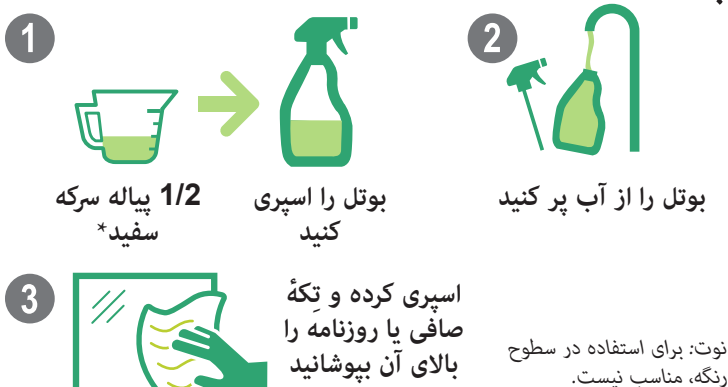 1
1/2 پیاله سرکه
سفید*
بوتل را اسپری
کنید
2
بوتل را از آب پر کنید
3
اسپری کرده و تِکهٔ
صافی یا روزنامه را
بالای آن بپوشانید
نوت: برای استفاده در سطوح
رنگه، مناسب نیست.